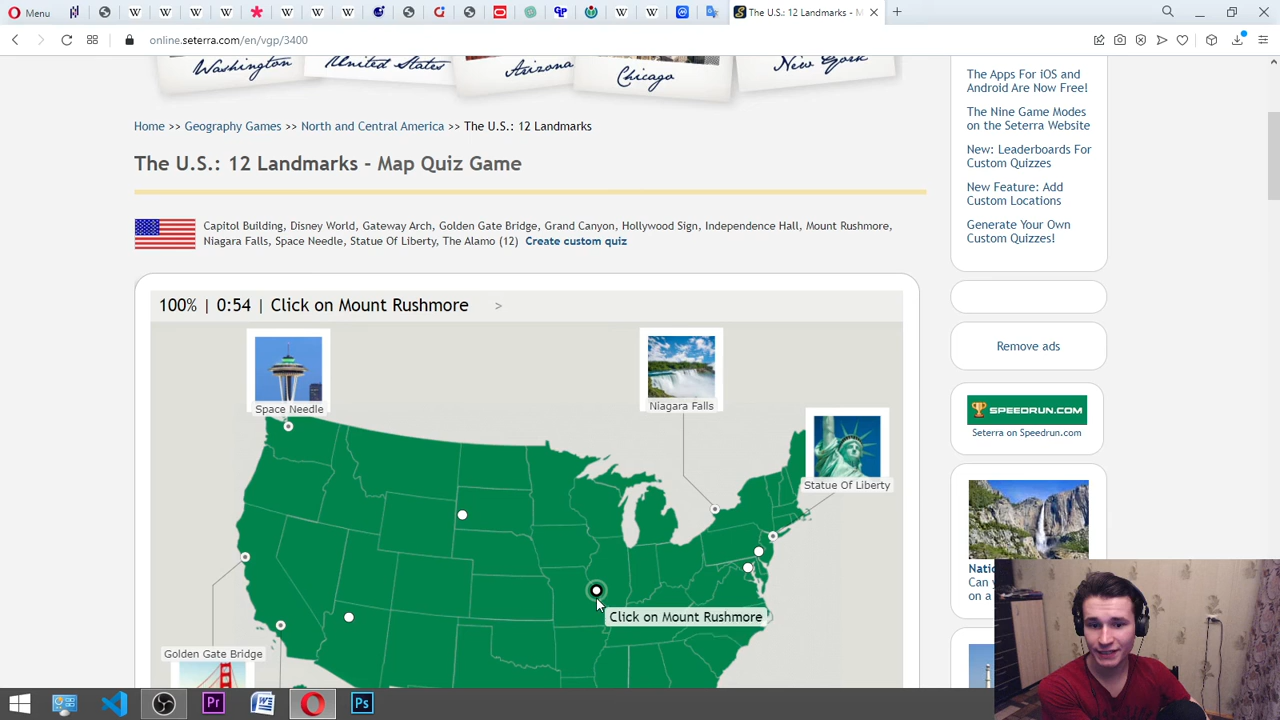 Menu
The U.S.: 12 Landmarks - M
online.seterra.com/en/vgp/3400
Washington
United States
Arizona
Chicago
New York
Home >> Geography Games >> North and Central America >> The U.S.: 12 Landmarks
The U.S.: 12 Landmarks - Map Quiz Game
Capitol Building, Disney World, Gateway Arch, Golden Gate Bridge, Grand Canyon, Hollywood Sign, Independence Hall, Mount Rushmore,
Niagara Falls, Space Needle, Statue Of Liberty, The Alamo (12) Create custom quiz
100% | 0:54 | Click on Mount Rushmore >
Space Needle
Niagara Falls
Statue Of Liberty
Click on Mount Rushmore
Golden Gate Bridge
The Apps For iOS and
Android Are Now Free!
The Nine Game Modes
on the Seterra Website
New: Leaderboards For
Custom Quizzes
New Feature: Add
Custom Locations
Generate Your Own
Custom Quizzes!
Remove ads
SPEEDRUN.COM
Seterra on Speedrun.com
Can
on a
Pr
Ps